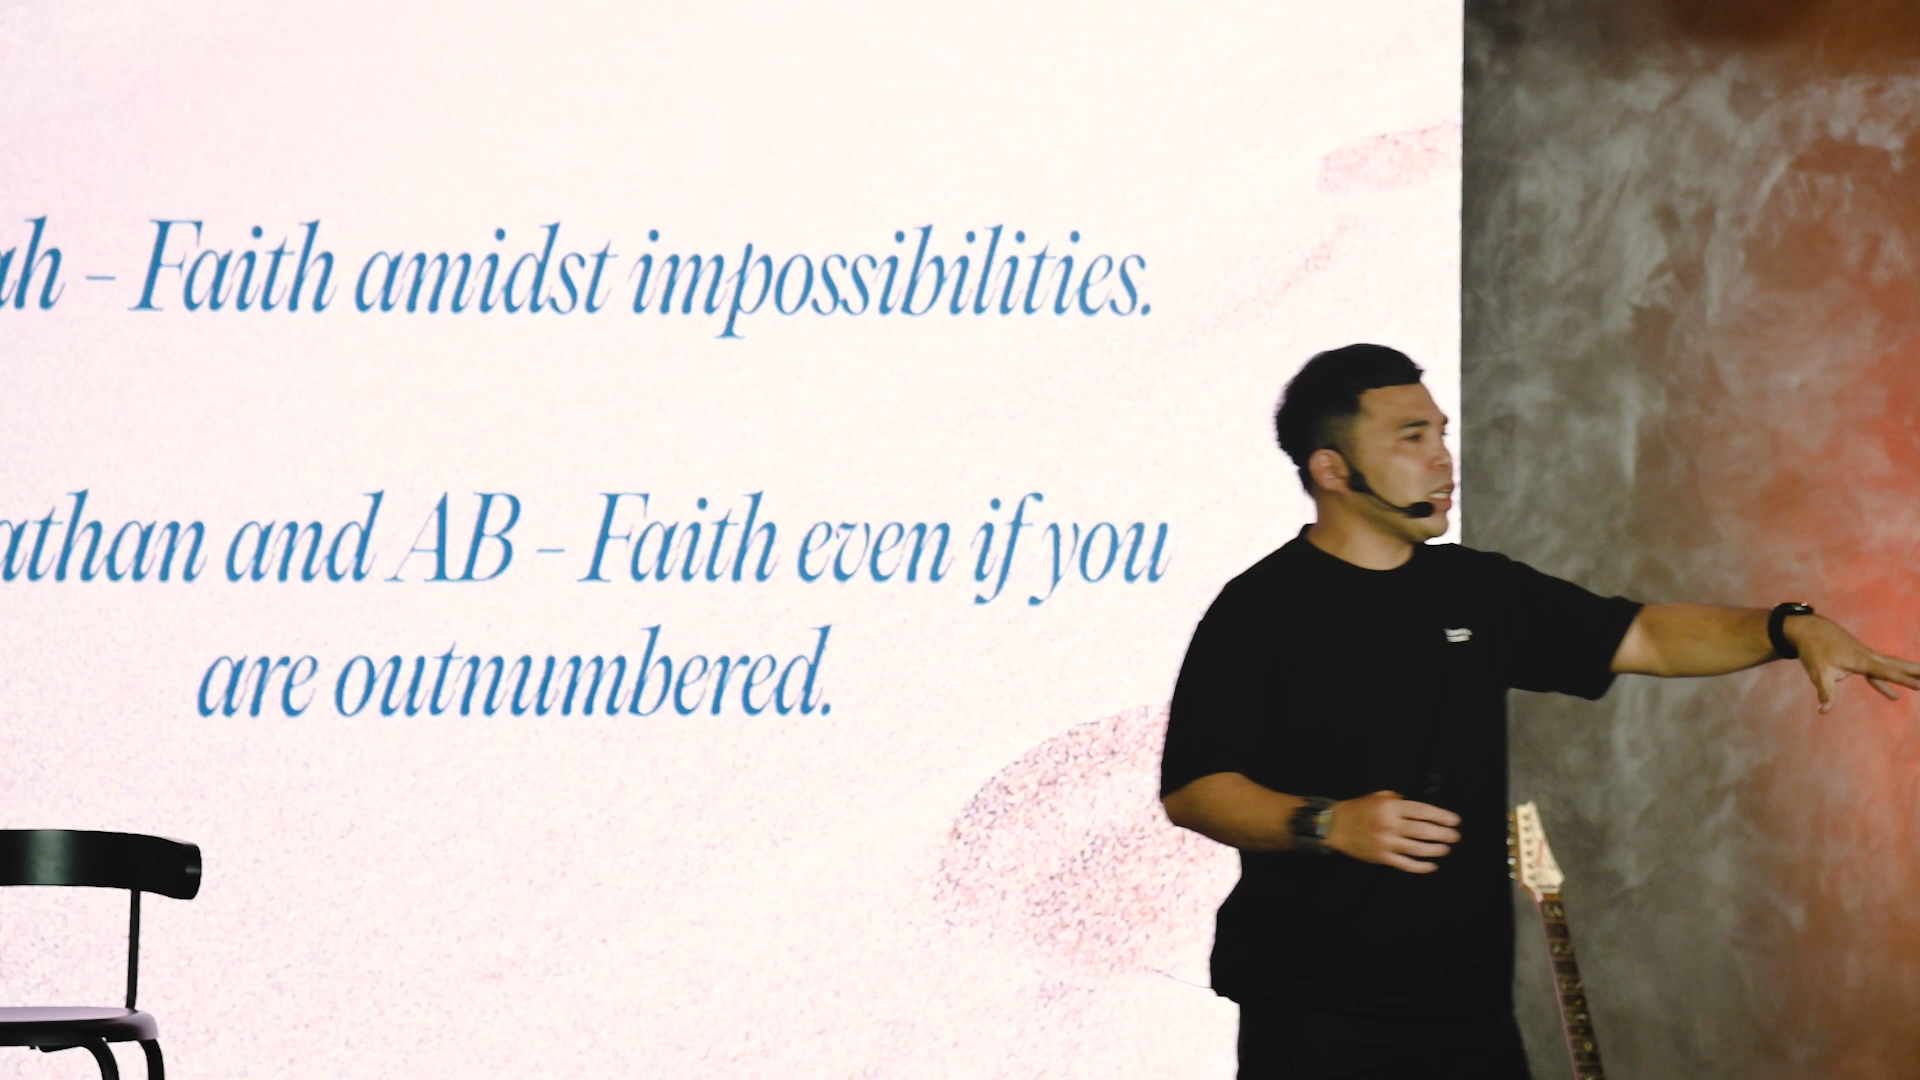 ah - Faith amidst impossibilities.
athan and AB - Faith even if you
are outnumbered.